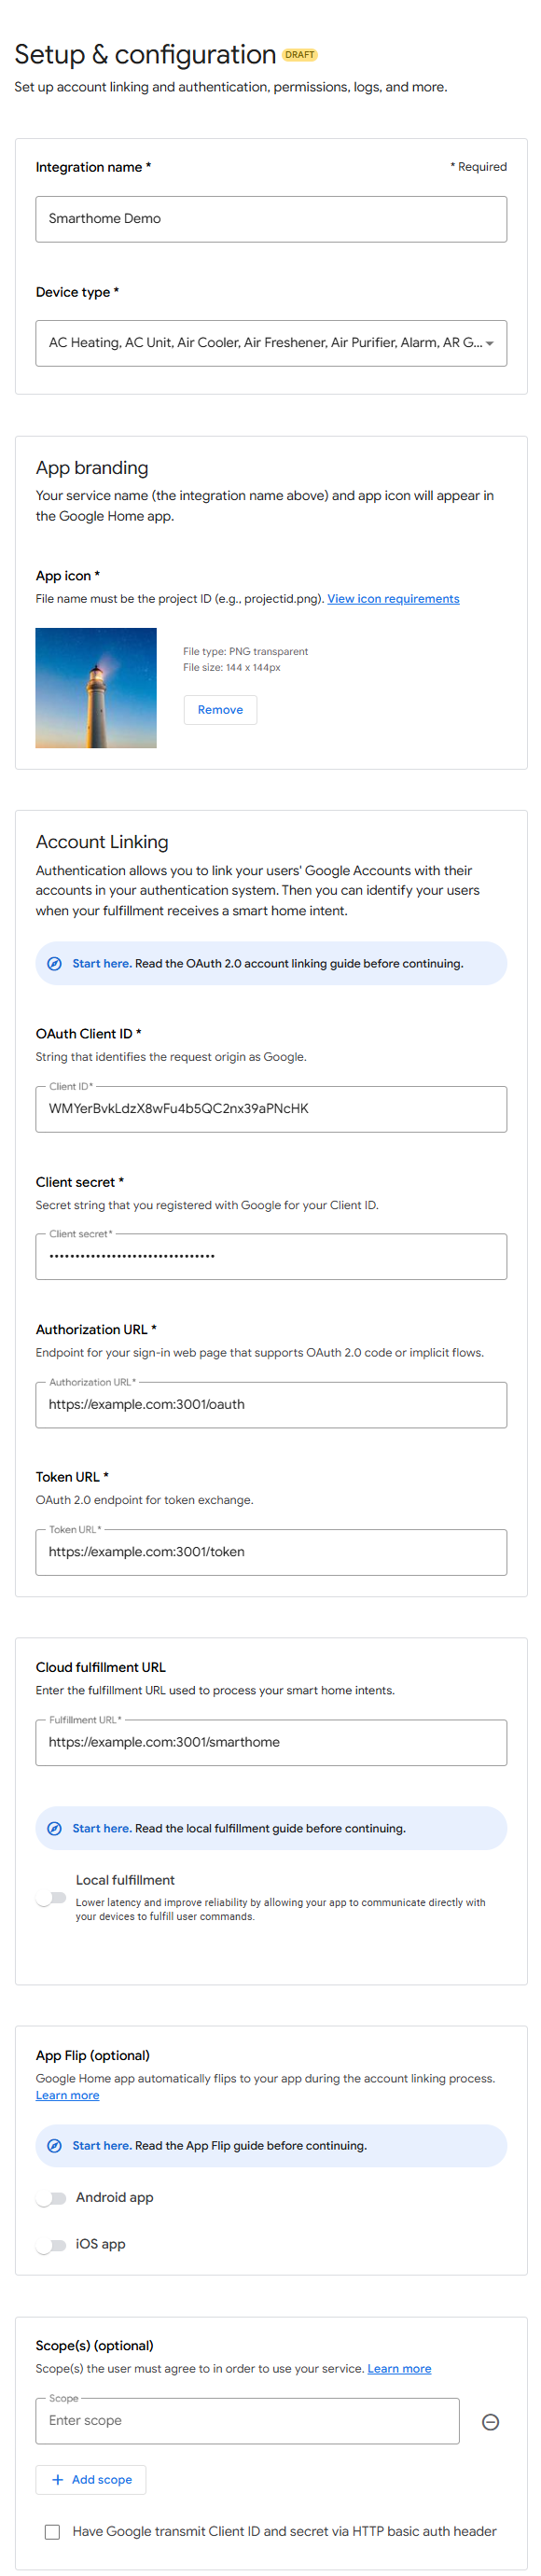 Setup & configuration DRAFT
Set up account linking and authentication, permissions, logs, and more.
Integration name *
* Required
Smarthome Demo
Device type *
AC Heating, AC Unit, Air Cooler, Air Freshener, Air Purifier, Alarm, AR G...
App branding
Your service name (the integration name above) and app icon will appear in
the Google Home app.
App icon *
File name must be the project ID (e.g., projectid.png). View icon requirements
File type: PNG transparent
File size: 144 x 144px
Remove
Account Linking
Authentication allows you to link your users' Google Accounts with their
accounts in your authentication system. Then you can identify your users
when your fulfillment receives a smart home intent.
Start here. Read the OAuth 2.0 account linking guide before continuing.
OAuth Client ID *
String that identifies the request origin as Google.
Client ID*
WMYerBvkLdzX8wFu4b5QC2nx39aPNcHK
Client secret *
Secret string that you registered with Google for your Client ID.
Client secret*
••••••••••••••••••••••••••••••••
Authorization URL *
Endpoint for your sign-in web page that supports OAuth 2.0 code or implicit flows.
Authorization URL*
https://example.com:3001/oauth
Token URL *
OAuth 2.0 endpoint for token exchange.
Token URL*
https://example.com:3001/token
Cloud fulfillment URL
Enter the fulfillment URL used to process your smart home intents.
Fulfillment URL*
https://example.com:3001/smarthome
Start here. Read the local fulfillment guide before continuing.
Local fulfillment
Lower latency and improve reliability by allowing your app to communicate directly with
your devices to fulfill user commands.
App Flip (optional)
Google Home app automatically flips to your app during the account linking process.
Learn more
Start here. Read the App Flip guide before continuing.
Android app
iOS app
Scope(s) (optional)
Scope(s) the user must agree to in order to use your service. Learn more
Scope
Enter scope
+ Add scope
Have Google transmit Client ID and secret via HTTP basic auth header